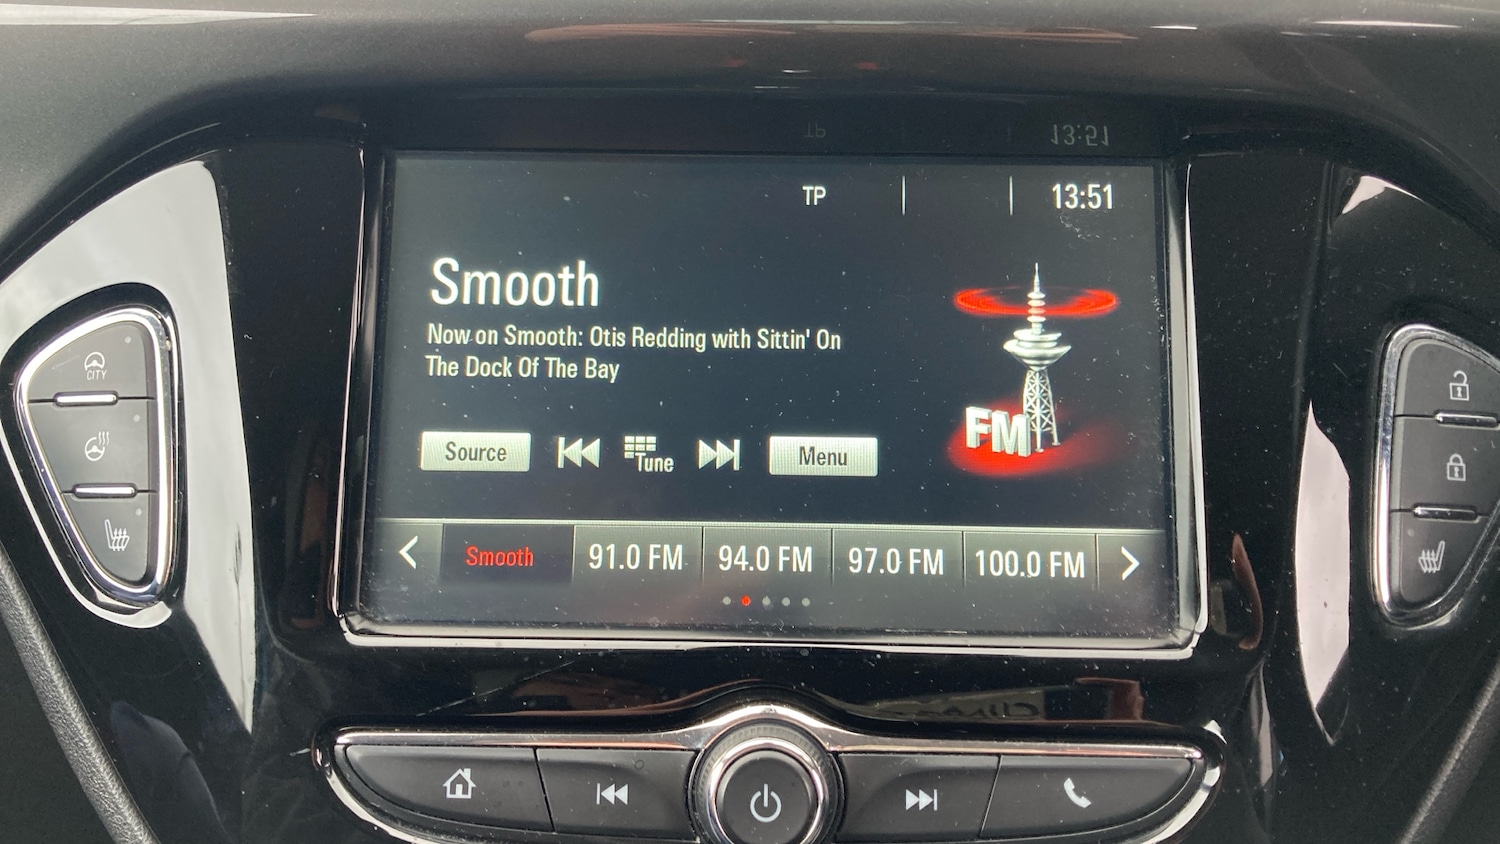 TP
13:51
Smooth
Now on Smooth: Otis Redding with Sittin' On
The Dock Of The Bay
FM
Source
Tune
Menu
Smooth
91.0 FM
94.0 FM
97.0 FM
100.0 FM
CITY